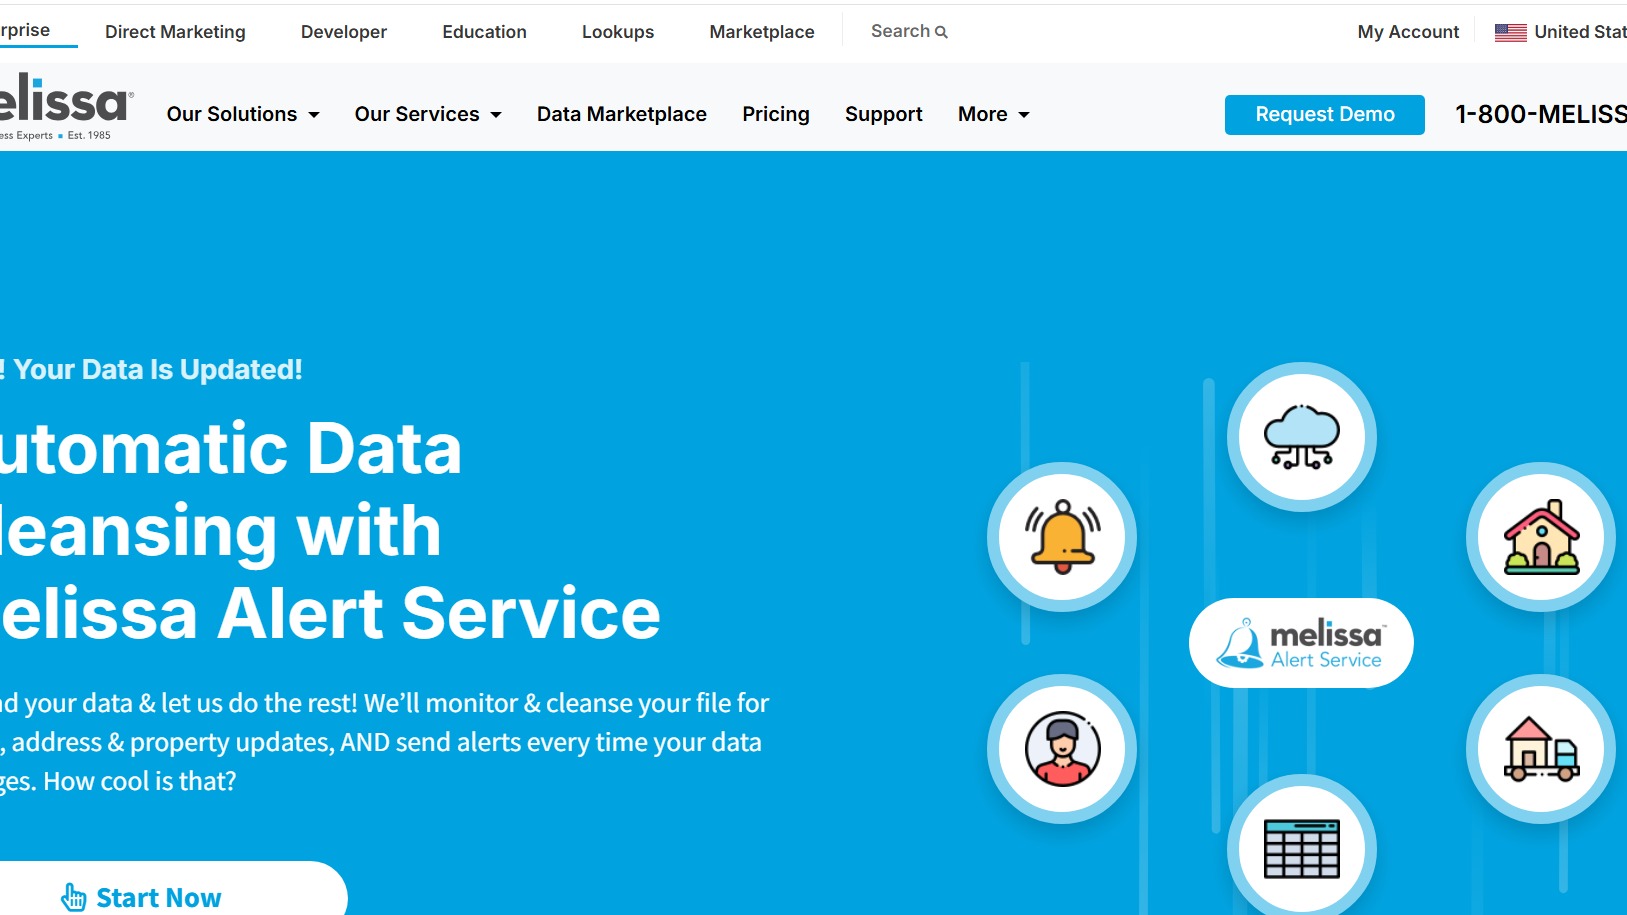 rprise Direct Marketing Developer Education Lookups Marketplace Search My Account United Stat
elissa® Our Solutions Our Services Data Marketplace Pricing Support More Request Demo 1-800-MELISS
ess Experts ▪ Est. 1985
! Your Data Is Updated!
utomatic Data
leansing with
elissa Alert Service
nd your data & let us do the rest! We’ll monitor & cleanse your file for
, address & property updates, AND send alerts every time your data
ges. How cool is that?
Start Now
melissa™
Alert Service